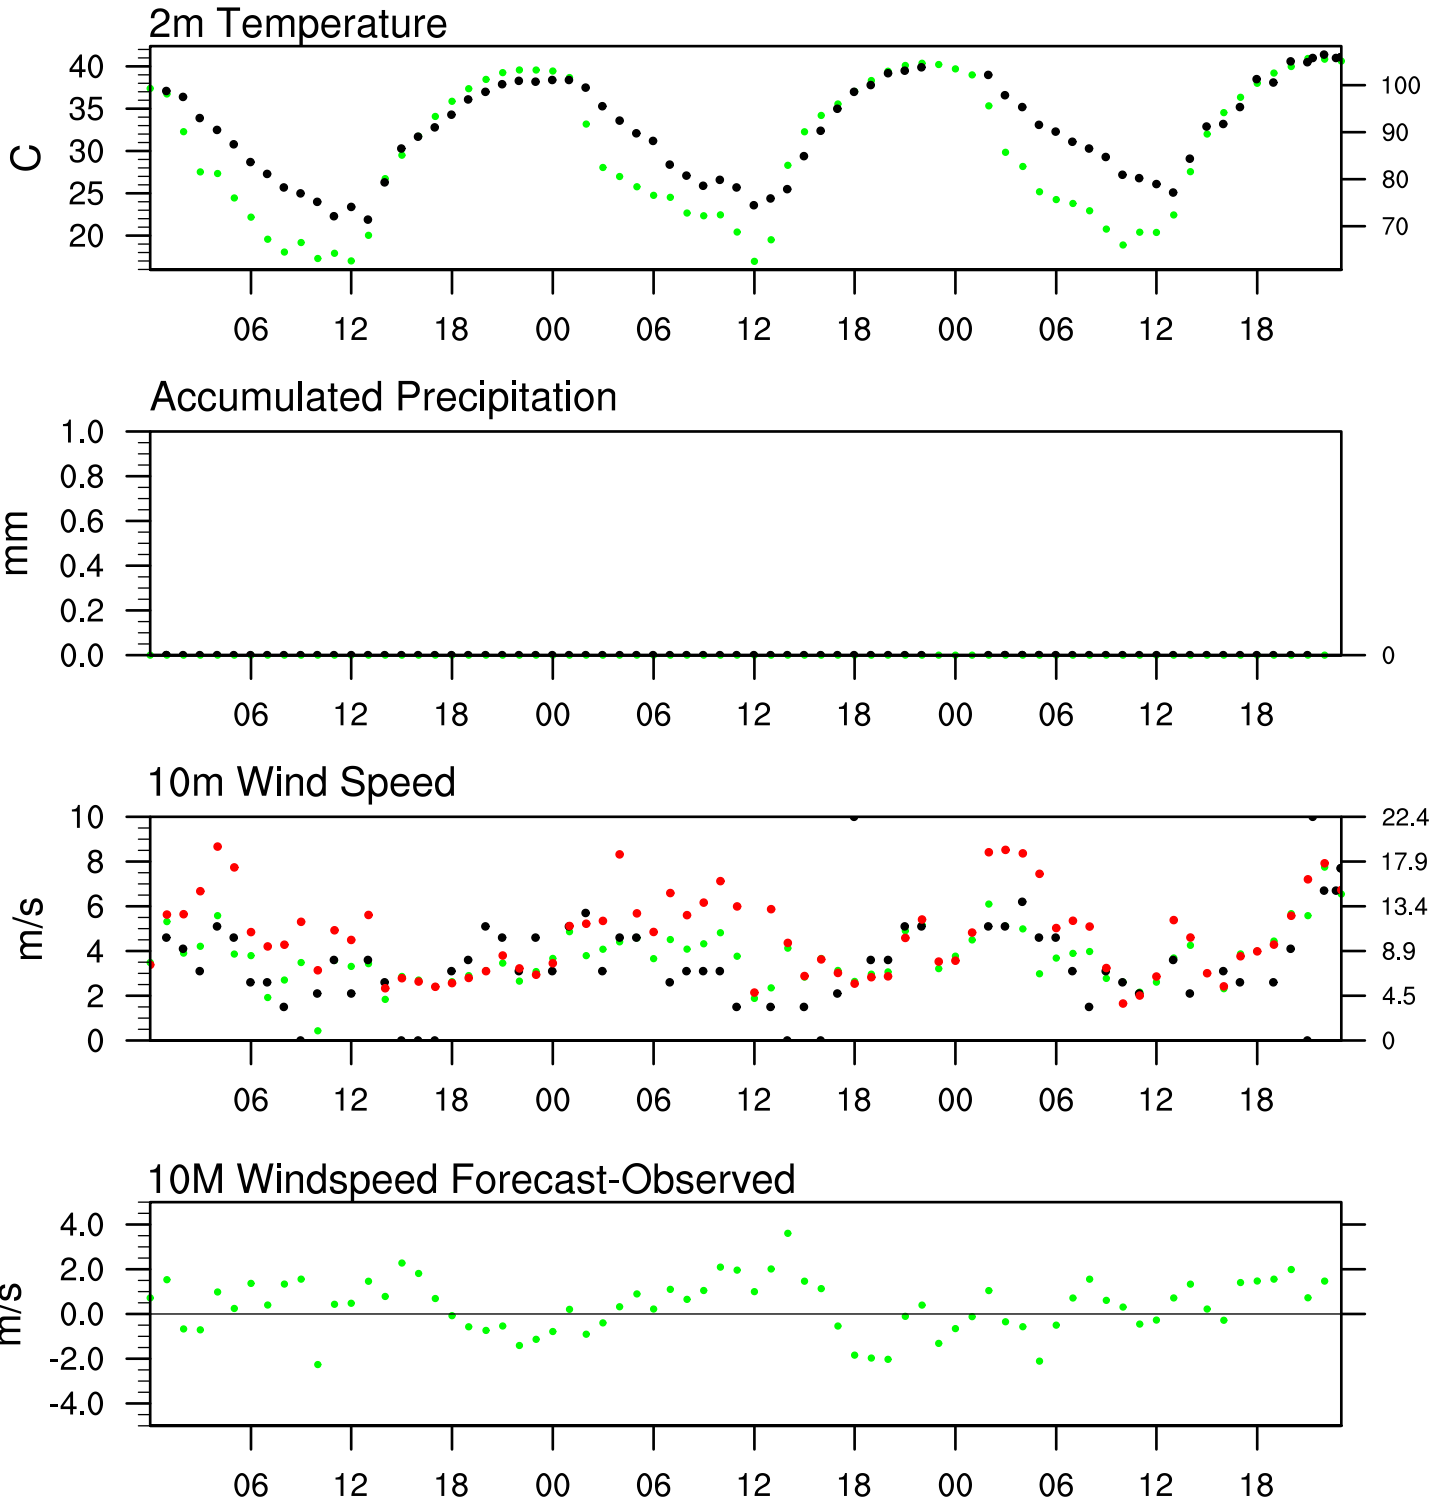 2m Temperature
40
35
30
25
20
C
100
90
80
70
06 12 18 00 06 12 18 00 06 12 18
Accumulated Precipitation
1.0
0.8
0.6
0.4
0.2
0.0
mm
0
06 12 18 00 06 12 18 00 06 12 18
10m Wind Speed
10
8
6
4
2
0
m/s
22.4
17.9
13.4
8.9
4.5
0
06 12 18 00 06 12 18 00 06 12 18
10M Windspeed Forecast-Observed
4.0
2.0
0.0
-2.0
-4.0
m/s
06 12 18 00 06 12 18 00 06 12 18